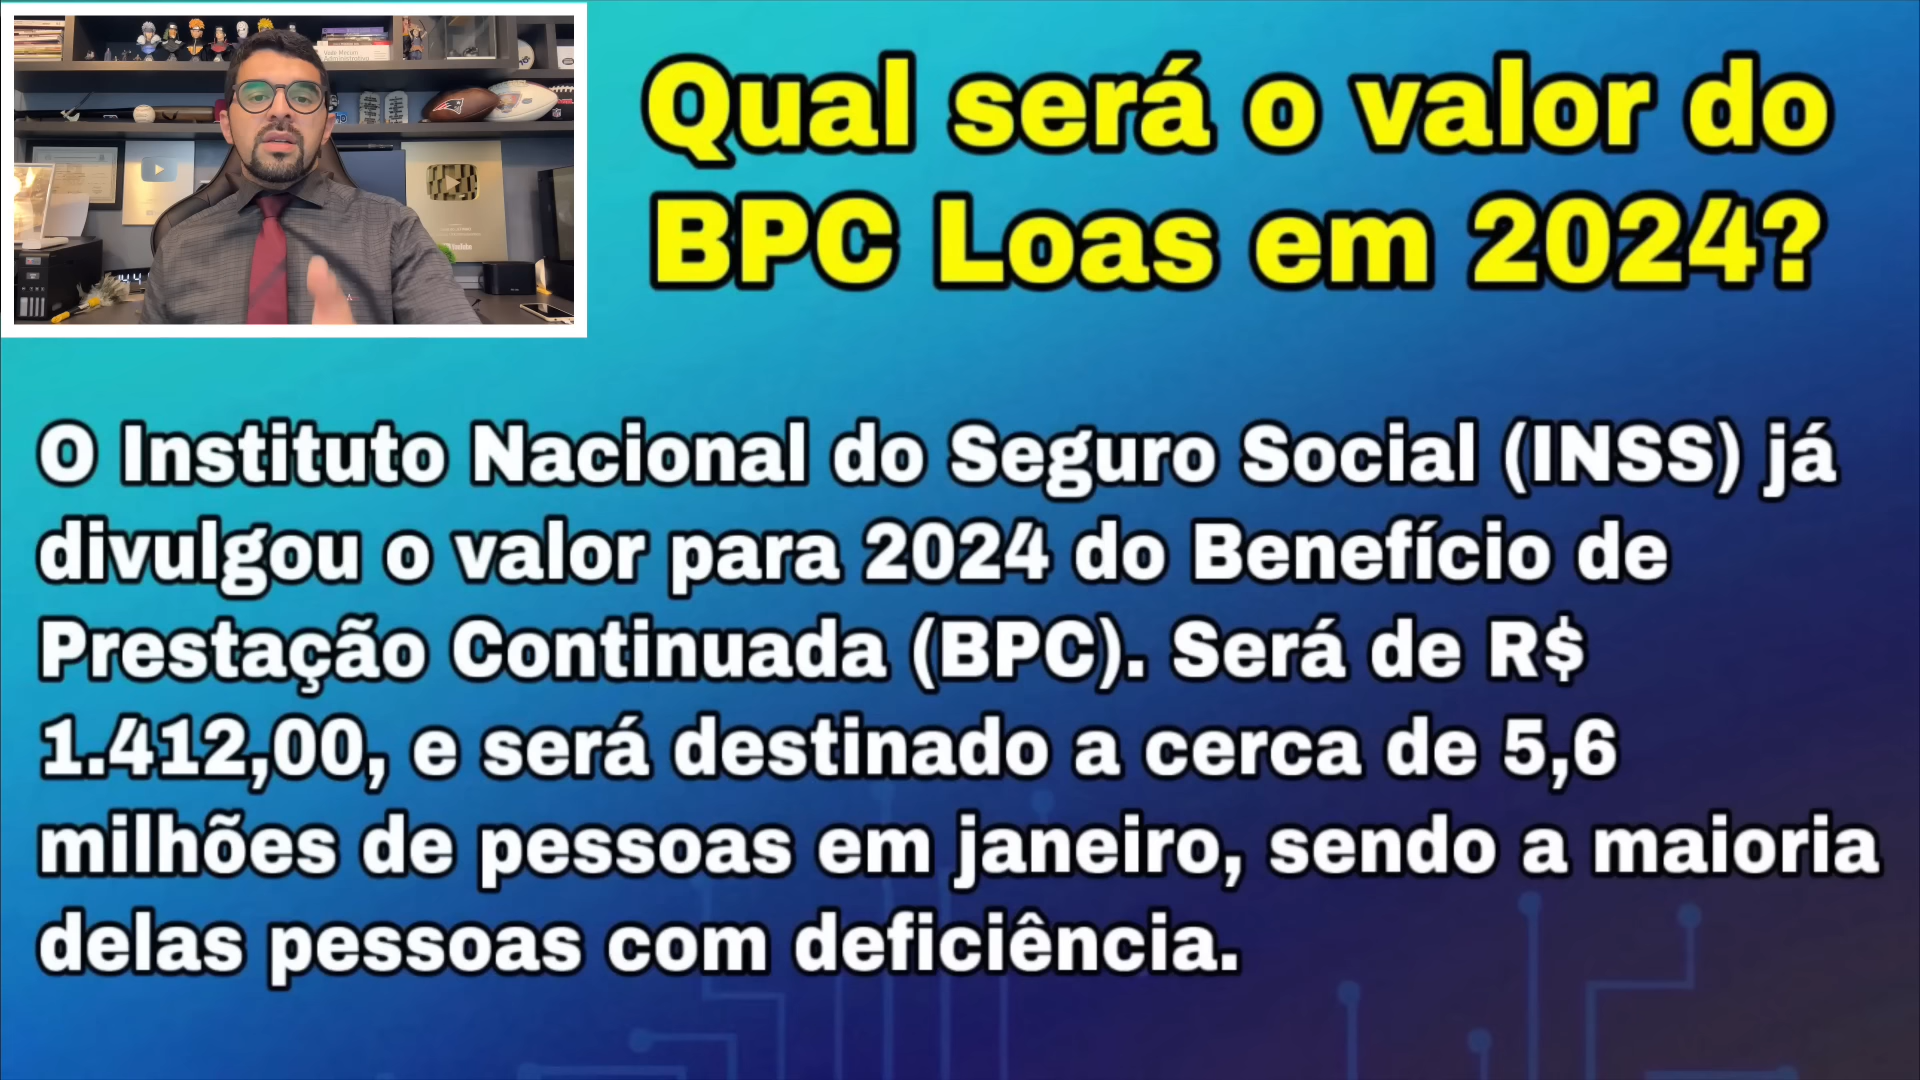 Qual será o valor do
BPC Loas em 2024?
O Instituto Nacional do Seguro Social (INSS) já
divulgou o valor para 2024 do Benefício de
Prestação Continuada (BPC). Será de R$
1.412,00, e será destinado a cerca de 5,6
milhões de pessoas em janeiro, sendo a maioria
delas pessoas com deficiência.